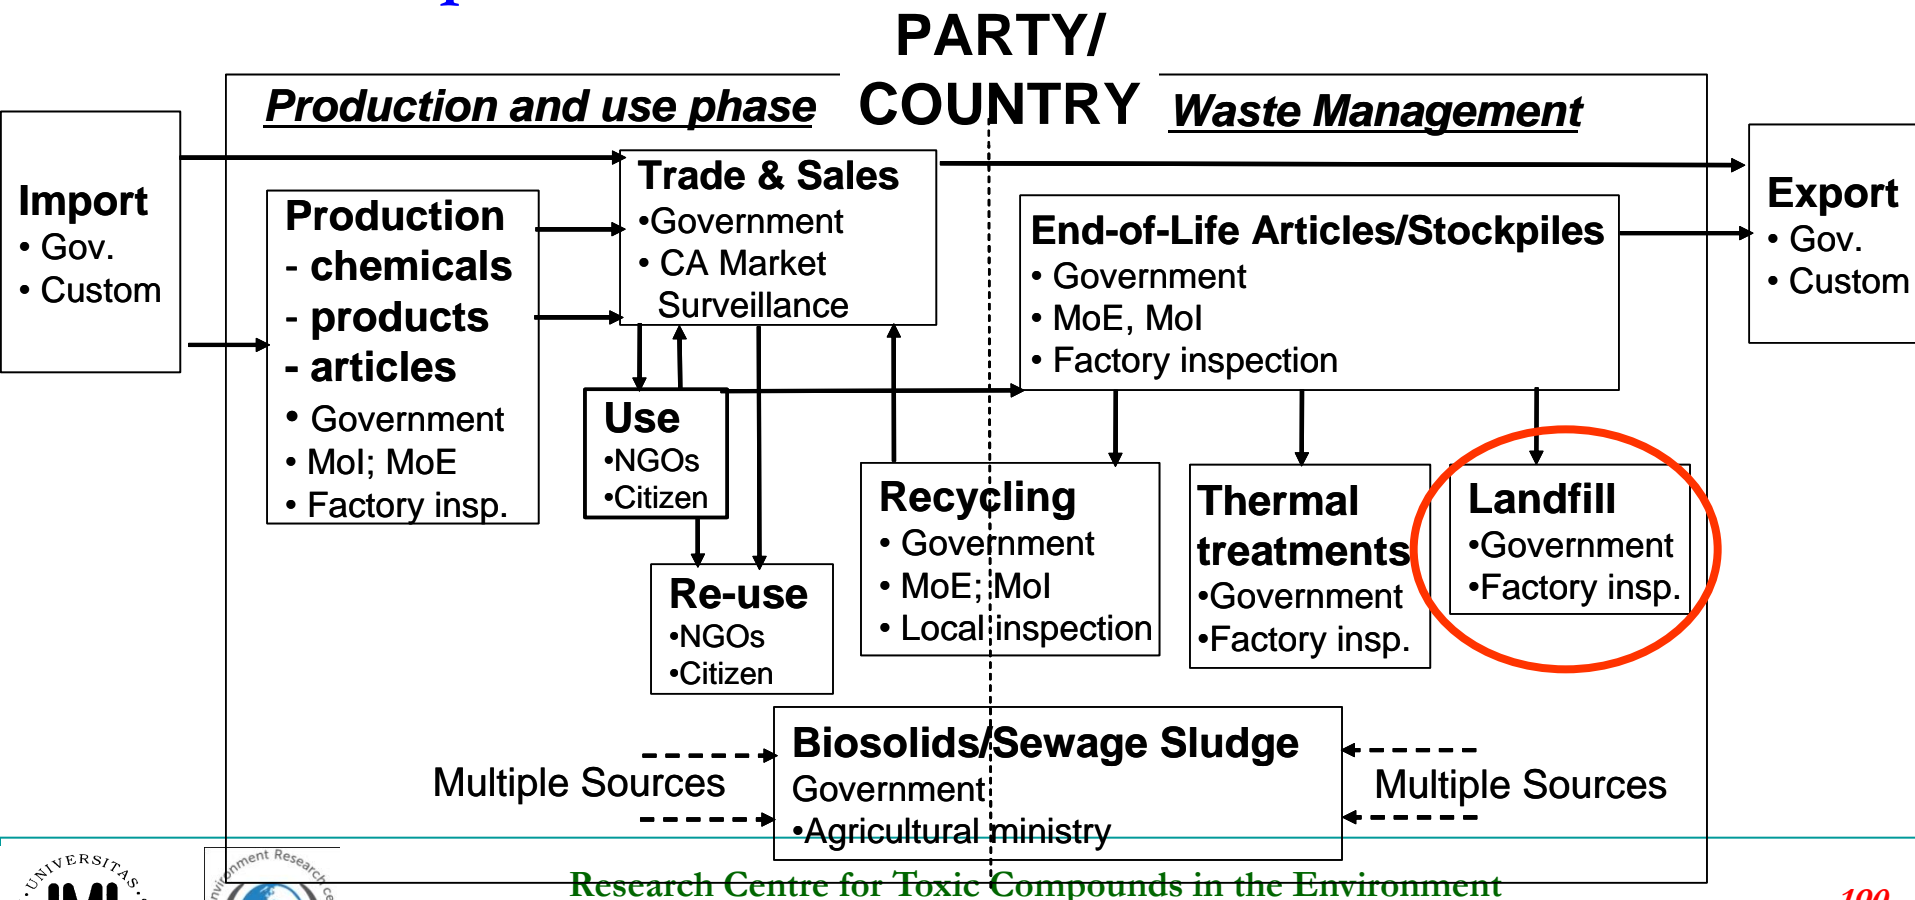 PARTY/
COUNTRY
Production and use phase
Waste Management
Import
• Gov.
• Custom
Production
- chemicals
- products
- articles
• Government
• MoI; MoE
• Factory insp.
Trade & Sales
•Government
• CA Market
Surveillance
Use
•NGOs
•Citizen
Re-use
•NGOs
•Citizen
End-of-Life Articles/Stockpiles
• Government
• MoE, MoI
• Factory inspection
Export
• Gov.
• Custom
Recycling
• Government
• MoE; MoI
• Local inspection
Thermal
treatments
•Government
•Factory insp.
Landfill
•Government
•Factory insp.
Biosolids/Sewage Sludge
Government
•Agricultural ministry
Multiple Sources
Multiple Sources
UNIVERSITAS
Research Centre for Toxic Compounds in the Environment